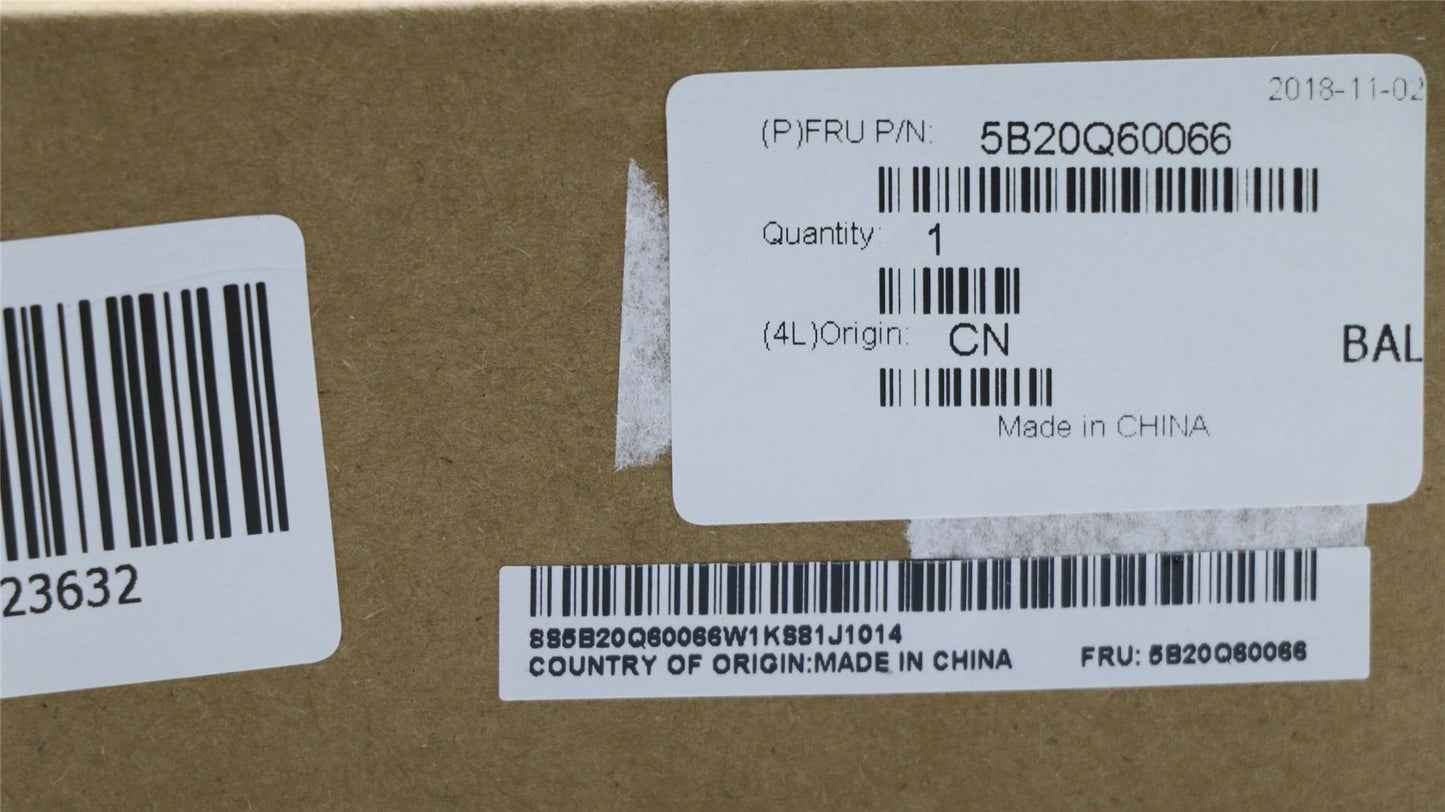 2018-11-02
(P)FRU P/N: 5B20Q60066
Quantity: 1
(4L)Origin: CN
BAL
Made in CHINA
23632
8S5B20Q60066W1KS81J1014
COUNTRY OF ORIGIN:MADE IN CHINA FRU: 5B20Q60066